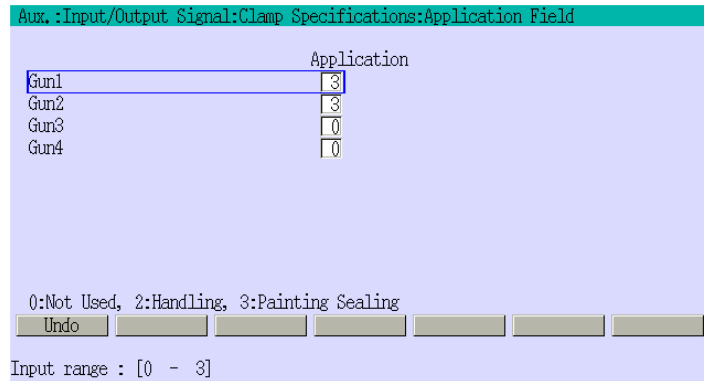 Aux.:Input/Output Signal:Clamp Specifications:Application Field
Application
Gun1 3
Gun2 3
Gun3 0
Gun4 0
0:Not Used, 2:Handling, 3:Painting Sealing
Undo
Input range : [0 - 3]